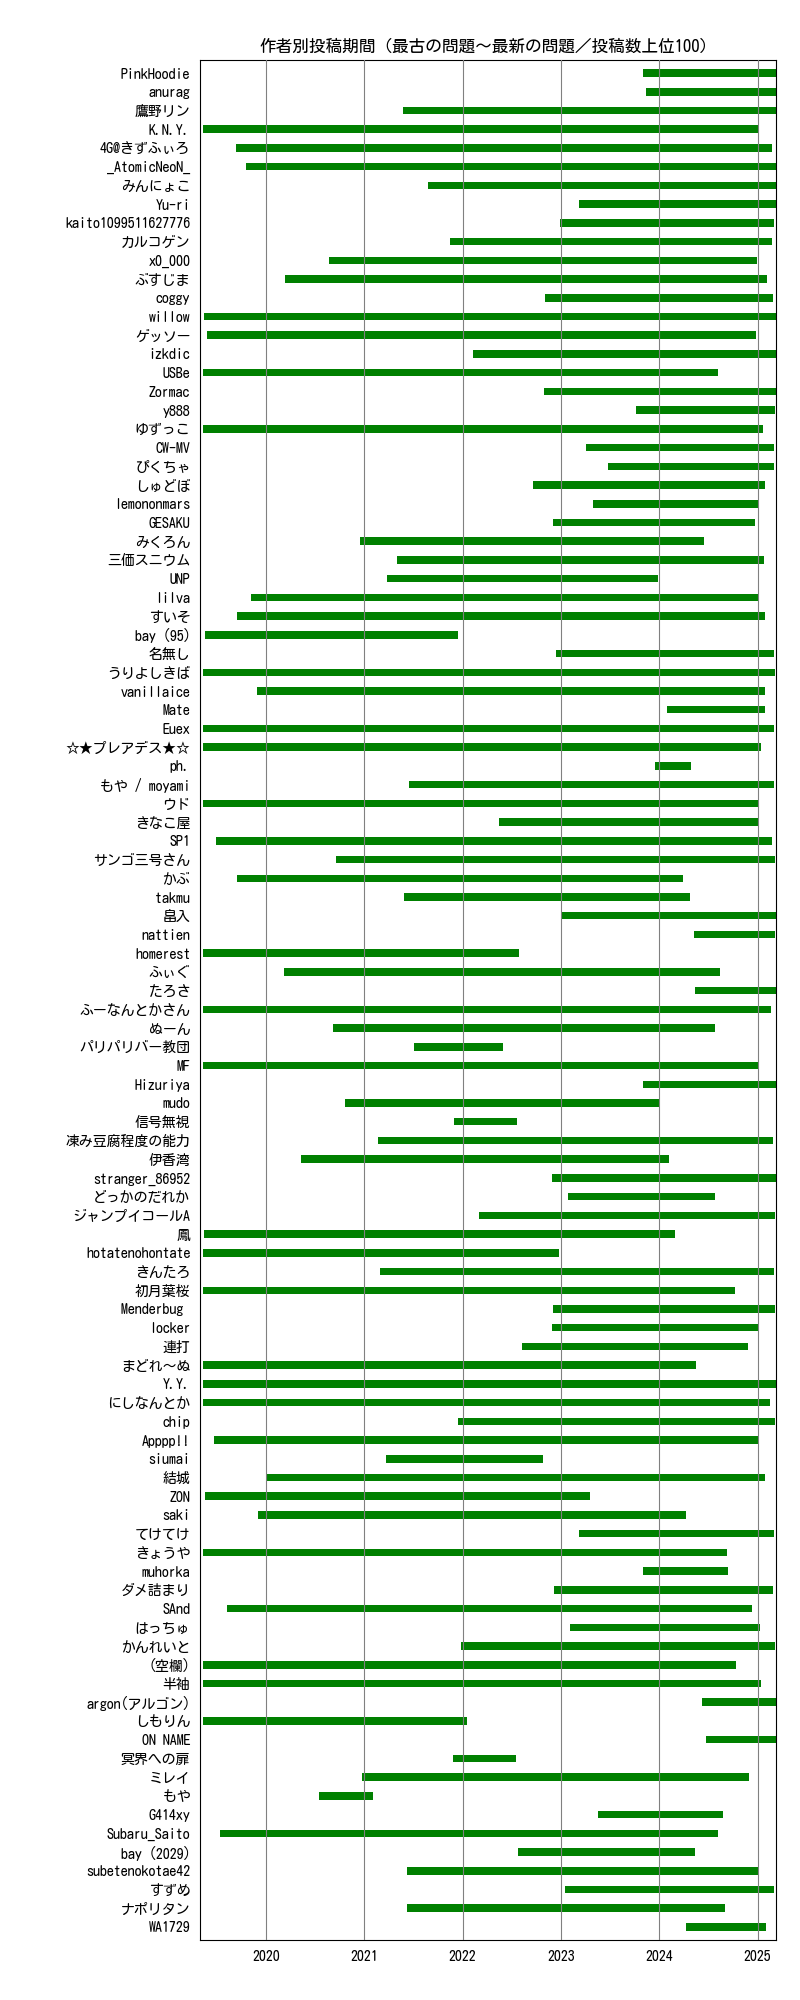 作者別投稿期間（最古の問題～最新の問題／投稿数上位100）
PinkHoodie
anurag
鷹野リン
K.N.Y.
4G@きずふぃろ
_AtomicNeoN_
みんにょこ
Yu-ri
kaito1099511627776
カルコゲン
x0_000
ぶすじま
coggy
willow
ゲッソー
izkdic
USBe
Zormac
y888
ゆずっこ
CW-MV
ぴくちゃ
しゅどぼ
lemononmars
GESAKU
みくろん
三価スニウム
UNP
lilva
すいそ
bay (95)
名無し
うりよしきば
vanillaice
Mate
Euex
☆★プレアデス★☆
ph.
もや / moyami
ウド
きなこ屋
SP1
サンゴ三号さん
かぶ
takmu
畠入
nattien
homerest
ふぃぐ
たろさ
ふーなんとかさん
ぬーん
パリパリバー教団
MF
Hizuriya
mudo
信号無視
凍み豆腐程度の能力
伊香湾
stranger_86952
どっかのだれか
ジャンプイコールA
鳳
hotatenohontate
きんたろ
初月葉桜
Menderbug
locker
連打
まどれ～ぬ
Y.Y.
にしなんとか
chip
Appppl!
siumai
結城
ZON
saki
てけてけ
きょうや
muhorka
ダメ詰まり
SAnd
はっちゅ
かんれいと
(空欄)
半袖
argon(アルゴン)
しもりん
ON NAME
冥界への扉
ミレイ
もや
G414xy
Subaru_Saito
bay (2029)
subetenokotae42
すずめ
ナポリタン
WA1729
2020 2021 2022 2023 2024 2025